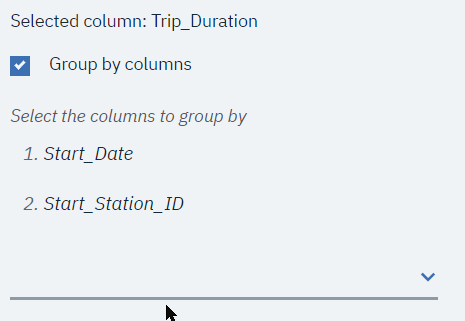 Selected column: Trip_Duration
Group by columns
Select the columns to group by
1. Start_Date
2. Start_Station_ID